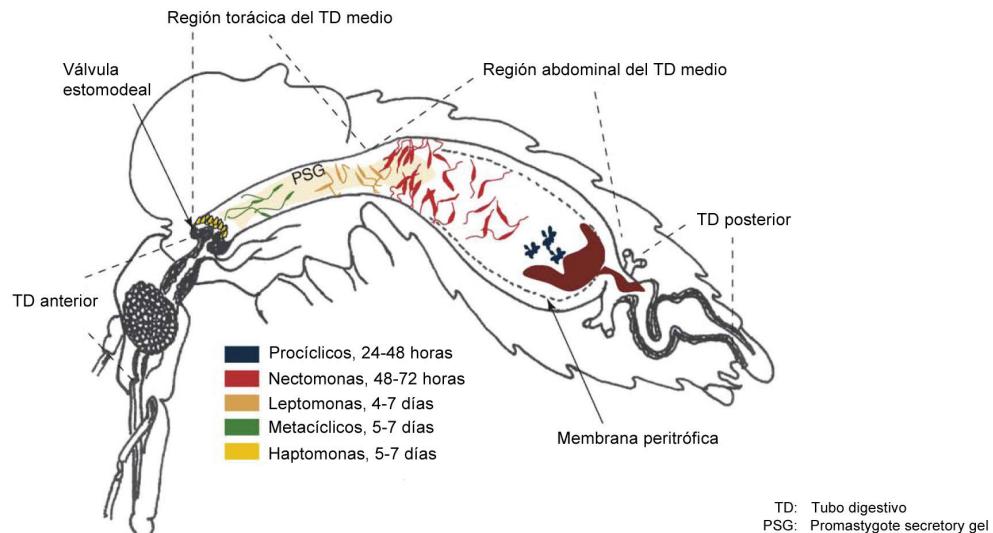 Región torácica del TD medio
Válvula
estomodeal
Región abdominal del TD medio
PSG
TD posterior
TD anterior
Procíclicos, 24-48 horas
Nectomonas, 48-72 horas
Leptomonas, 4-7 días
Metacíclicos, 5-7 días
Haptomonas, 5-7 días
Membrana peritrófica
TD: Tubo digestivo
PSG: Promastygote secretory gel